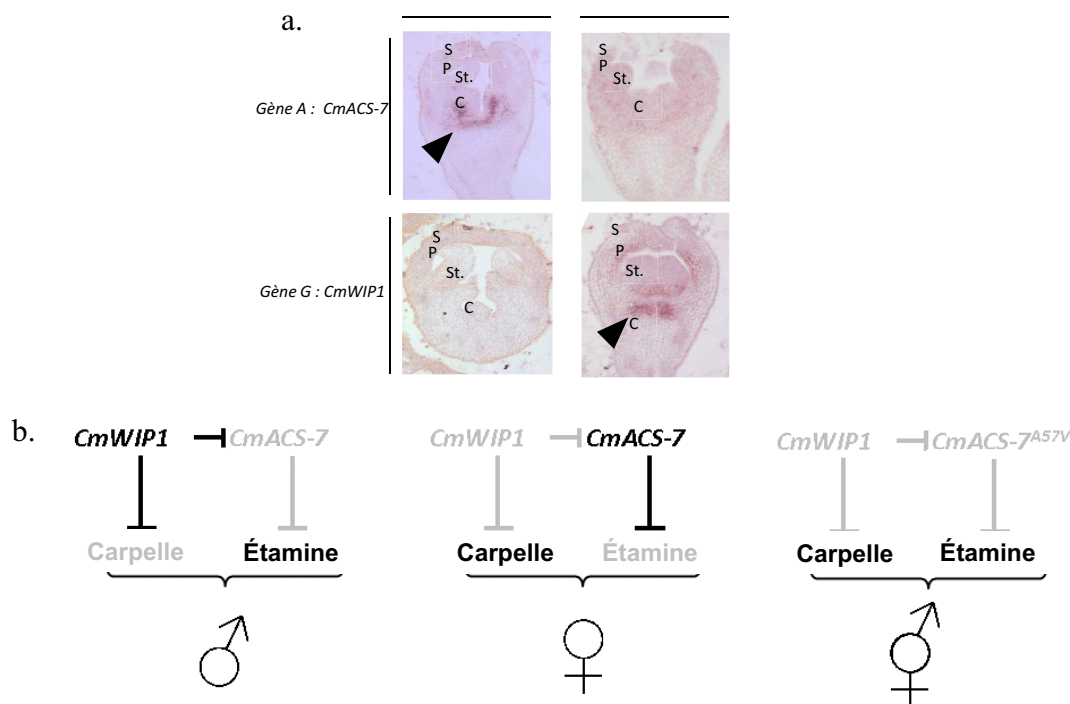 a.
Gène A : CmACS-7
S
P
St.
C
S
P
St.
C
Gène G : CmWIP1
S
P
St.
C
S
P
St.
C
b.
CmWIP1 CmACS-7 CmWIP1 CmACS-7 CmWIP1 CmACS-7A57V
Carpelle Étamine Carpelle Étamine Carpelle Étamine